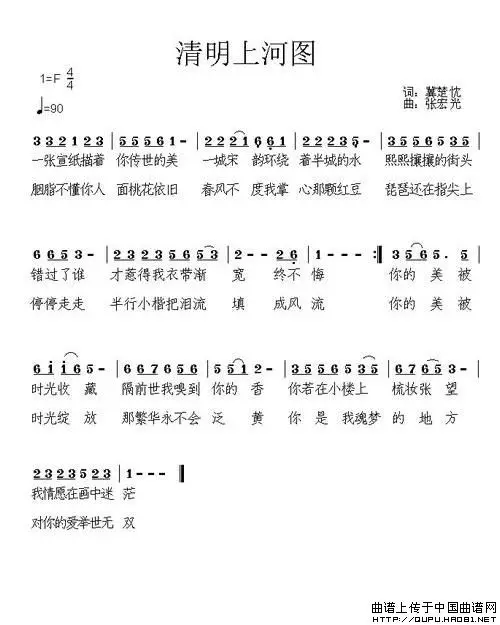 清明上河图
1=F 4/4
♩=90
词：冀楚忱
曲：张宏光
3 3 2 1 2 3 | 5 5 5 6 1 - | 2 2 2 1 6 6 1 | 5 5 5 6 1 2 - | 3 5 5 5 6 5 5 3 |
一张宣纸描着 你传世的美 一城宋 韵环绕 着半城的水 熙熙攘攘的街头
胭脂不懂你人 面桃花依旧 春风不 度我掌 心那颗红豆 琵琶还在指尖上
6 6 5 3 - | 2 3 2 3 5 6 5 3 | 2 - - 2 6 | 1 - - - :| 3 5 6 5 . 5 |
错过了谁 才惹得我衣带渐 宽 终不 悔 你的 美 被
停停走走 半行小楷把泪流 填 成风 流 你的 美 被
6 i i 6 5 - | 6 6 7 6 5 6 | 5 5 1 2 - | 3 5 5 6 5 3 5 | 6 7 6 5 3 - |
时光收 藏 隔前世我嗅到 你的 香 你若在小楼上 梳妆张 望
时光绽 放 那繁华永不会 泛 黄 你 是 我魂梦 的 地 方
2 3 2 3 5 2 3 | 1 - - - ‖
我情愿在画中迷 茫
对你的爱举世无 双
曲谱上传于中国曲谱网
HTTP://QUPU.HAO81.NET